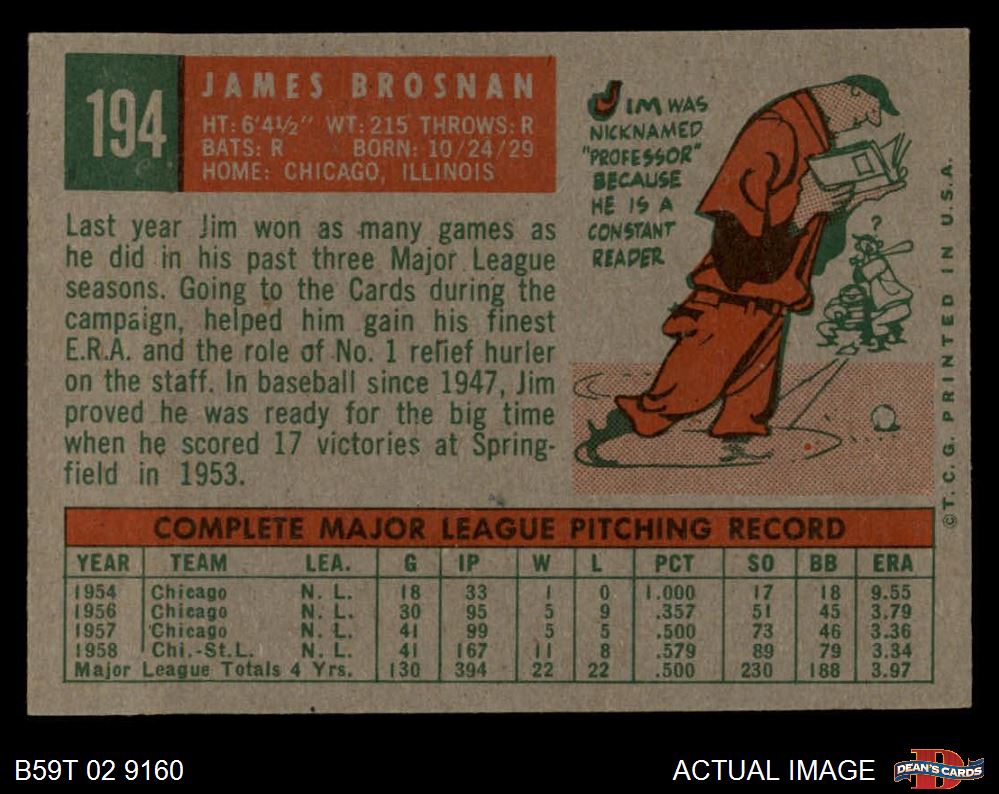 194
JAMES BROSNAN
HT: 6'4½" WT: 215 THROWS: R
BATS: R BORN: 10/24/29
HOME: CHICAGO, ILLINOIS
Last year Jim won as many games as
he did in his past three Major League
seasons. Going to the Cards during the
campaign, helped him gain his finest
E.R.A. and the role of No. 1 relief hurler
on the staff. In baseball since 1947, Jim
proved he was ready for the big time
when he scored 17 victories at Spring-
field in 1953.
JIM WAS
NICKNAMED
"PROFESSOR"
BECAUSE
HE IS A
CONSTANT
READER
?
©T.C.G. PRINTED IN U.S.A.
COMPLETE MAJOR LEAGUE PITCHING RECORD
YEAR TEAM LEA. G IP W L PCT SO BB ERA
1954 Chicago N. L. 18 33 1 0 1.000 17 18 9.55
1956 Chicago N. L. 30 95 5 9 .357 51 45 3.79
1957 Chicago N. L. 41 99 5 5 .500 73 46 3.36
1958 Chi.-St.L. N. L. 41 167 11 8 .579 89 79 3.34
Major League Totals 4 Yrs. 130 394 22 22 .500 230 188 3.97
B59T 02 9160
ACTUAL IMAGE
DEAN'S CARDS